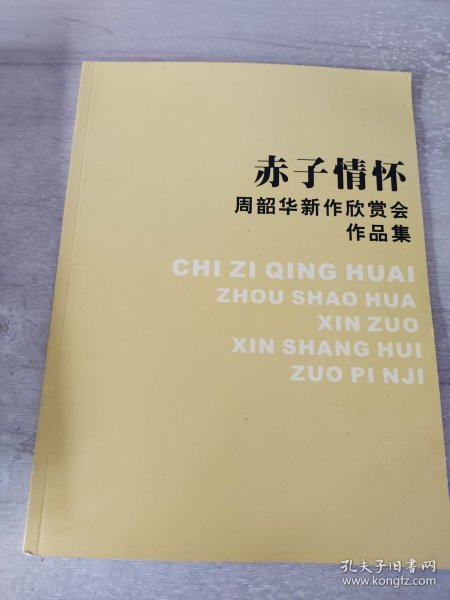 赤子情怀
周韶华新作欣赏会
作品集
CHI ZI QING HUAI
ZHOU SHAO HUA
XIN ZUO
XIN SHANG HUI
ZUO PI NJI
孔夫子旧书网
www.kongfz.com